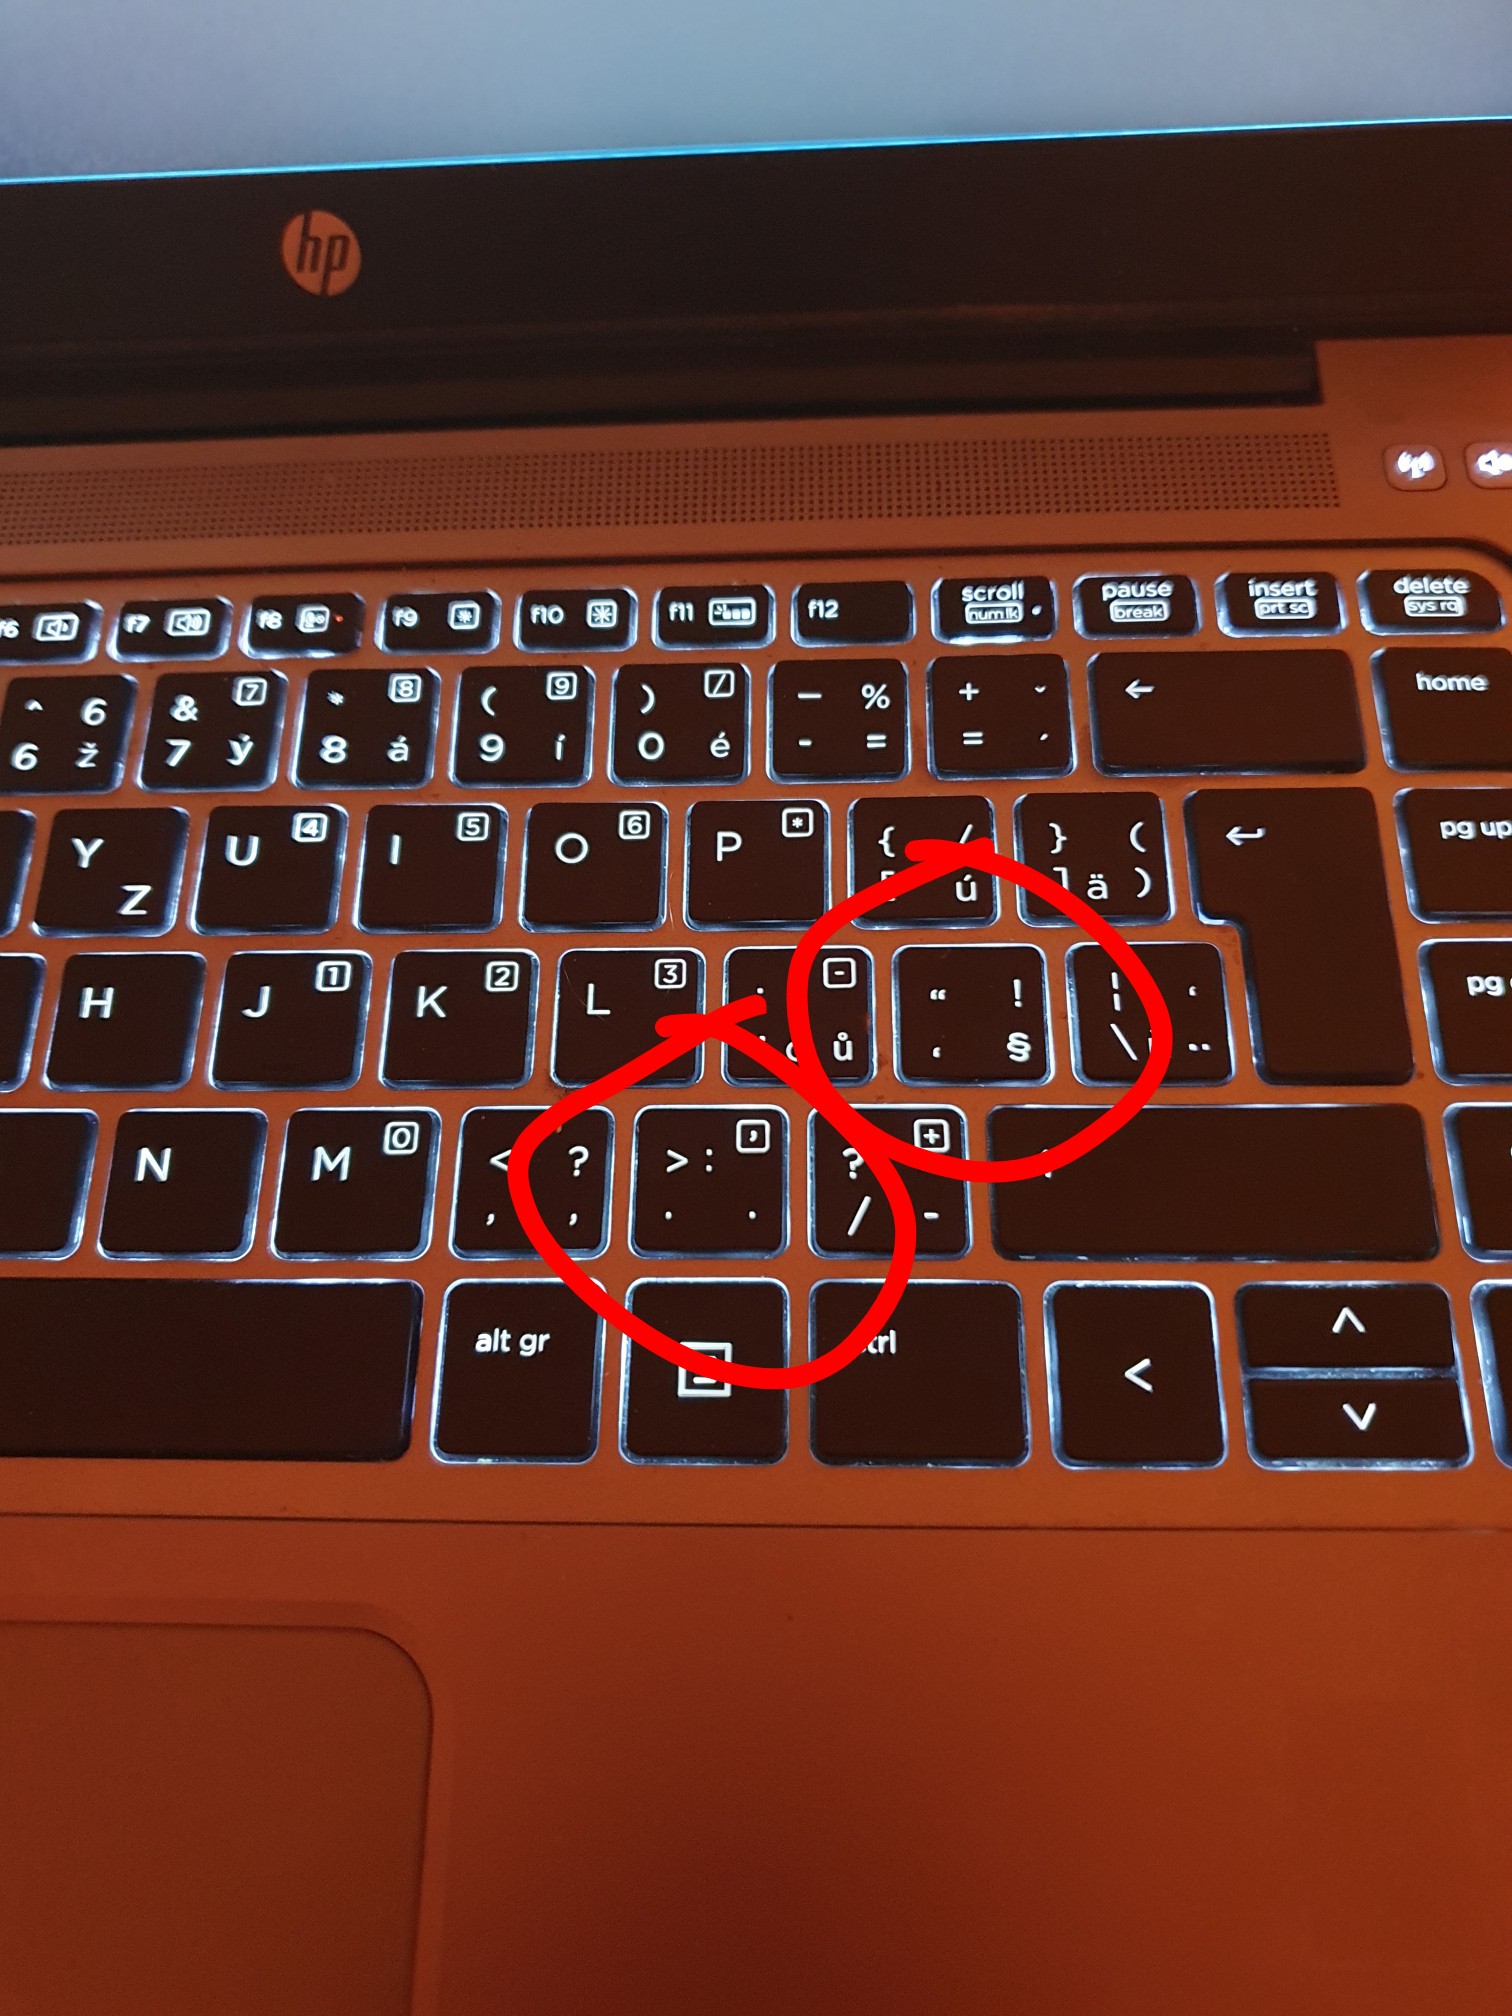 hp
f6 f7 f8 f9 f10 f11 f12 scroll pause insert delete
num lk break prt sc sys rq
^ 6 & 7 * 8 ( 9 ) / — % + ˇ ← home
6 ž 7 ý 8 á 9 í 0 é - = = ´
Y U 4 I 5 O 6 P * { / } ( pg up
Z ú ] ä )
H J 1 K 2 L 3 - “ ! ¦ pg
ů ‘ § \ ¨
N M 0 < ? > : , ? +
, , . . / -
alt gr < ^
v